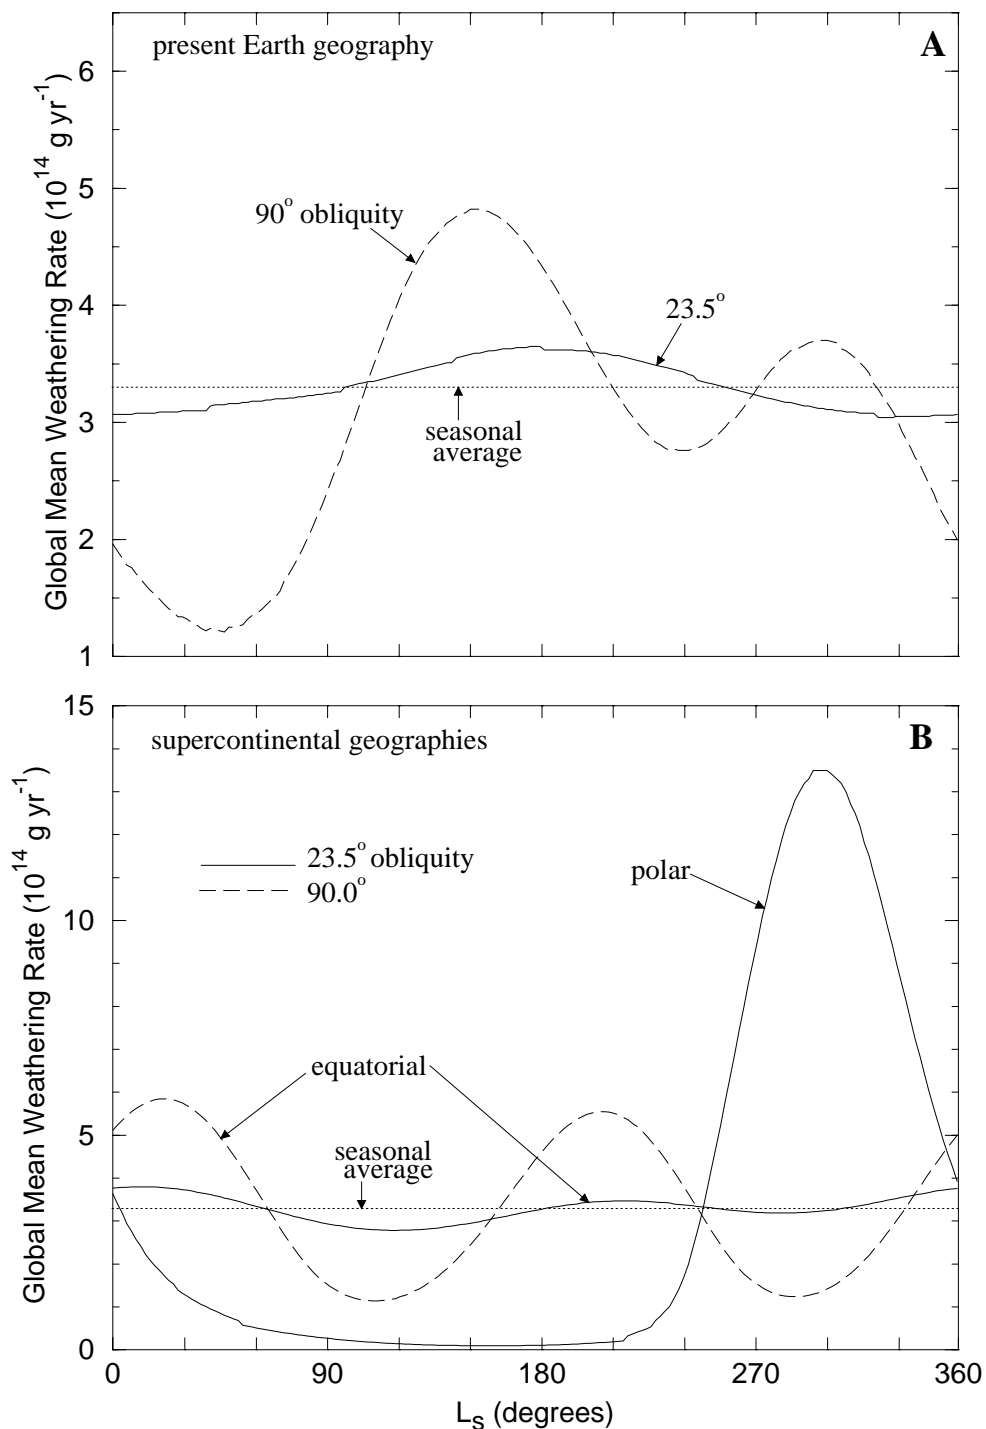 present Earth geography
A
Global Mean Weathering Rate (10^14 g yr^-1)
6
5
4
3
2
1
90° obliquity
23.5°
seasonal
average
supercontinental geographies
B
Global Mean Weathering Rate (10^14 g yr^-1)
15
10
5
0
23.5° obliquity
90.0°
polar
equatorial
seasonal
average
0
90
180
270
360
L_S (degrees)